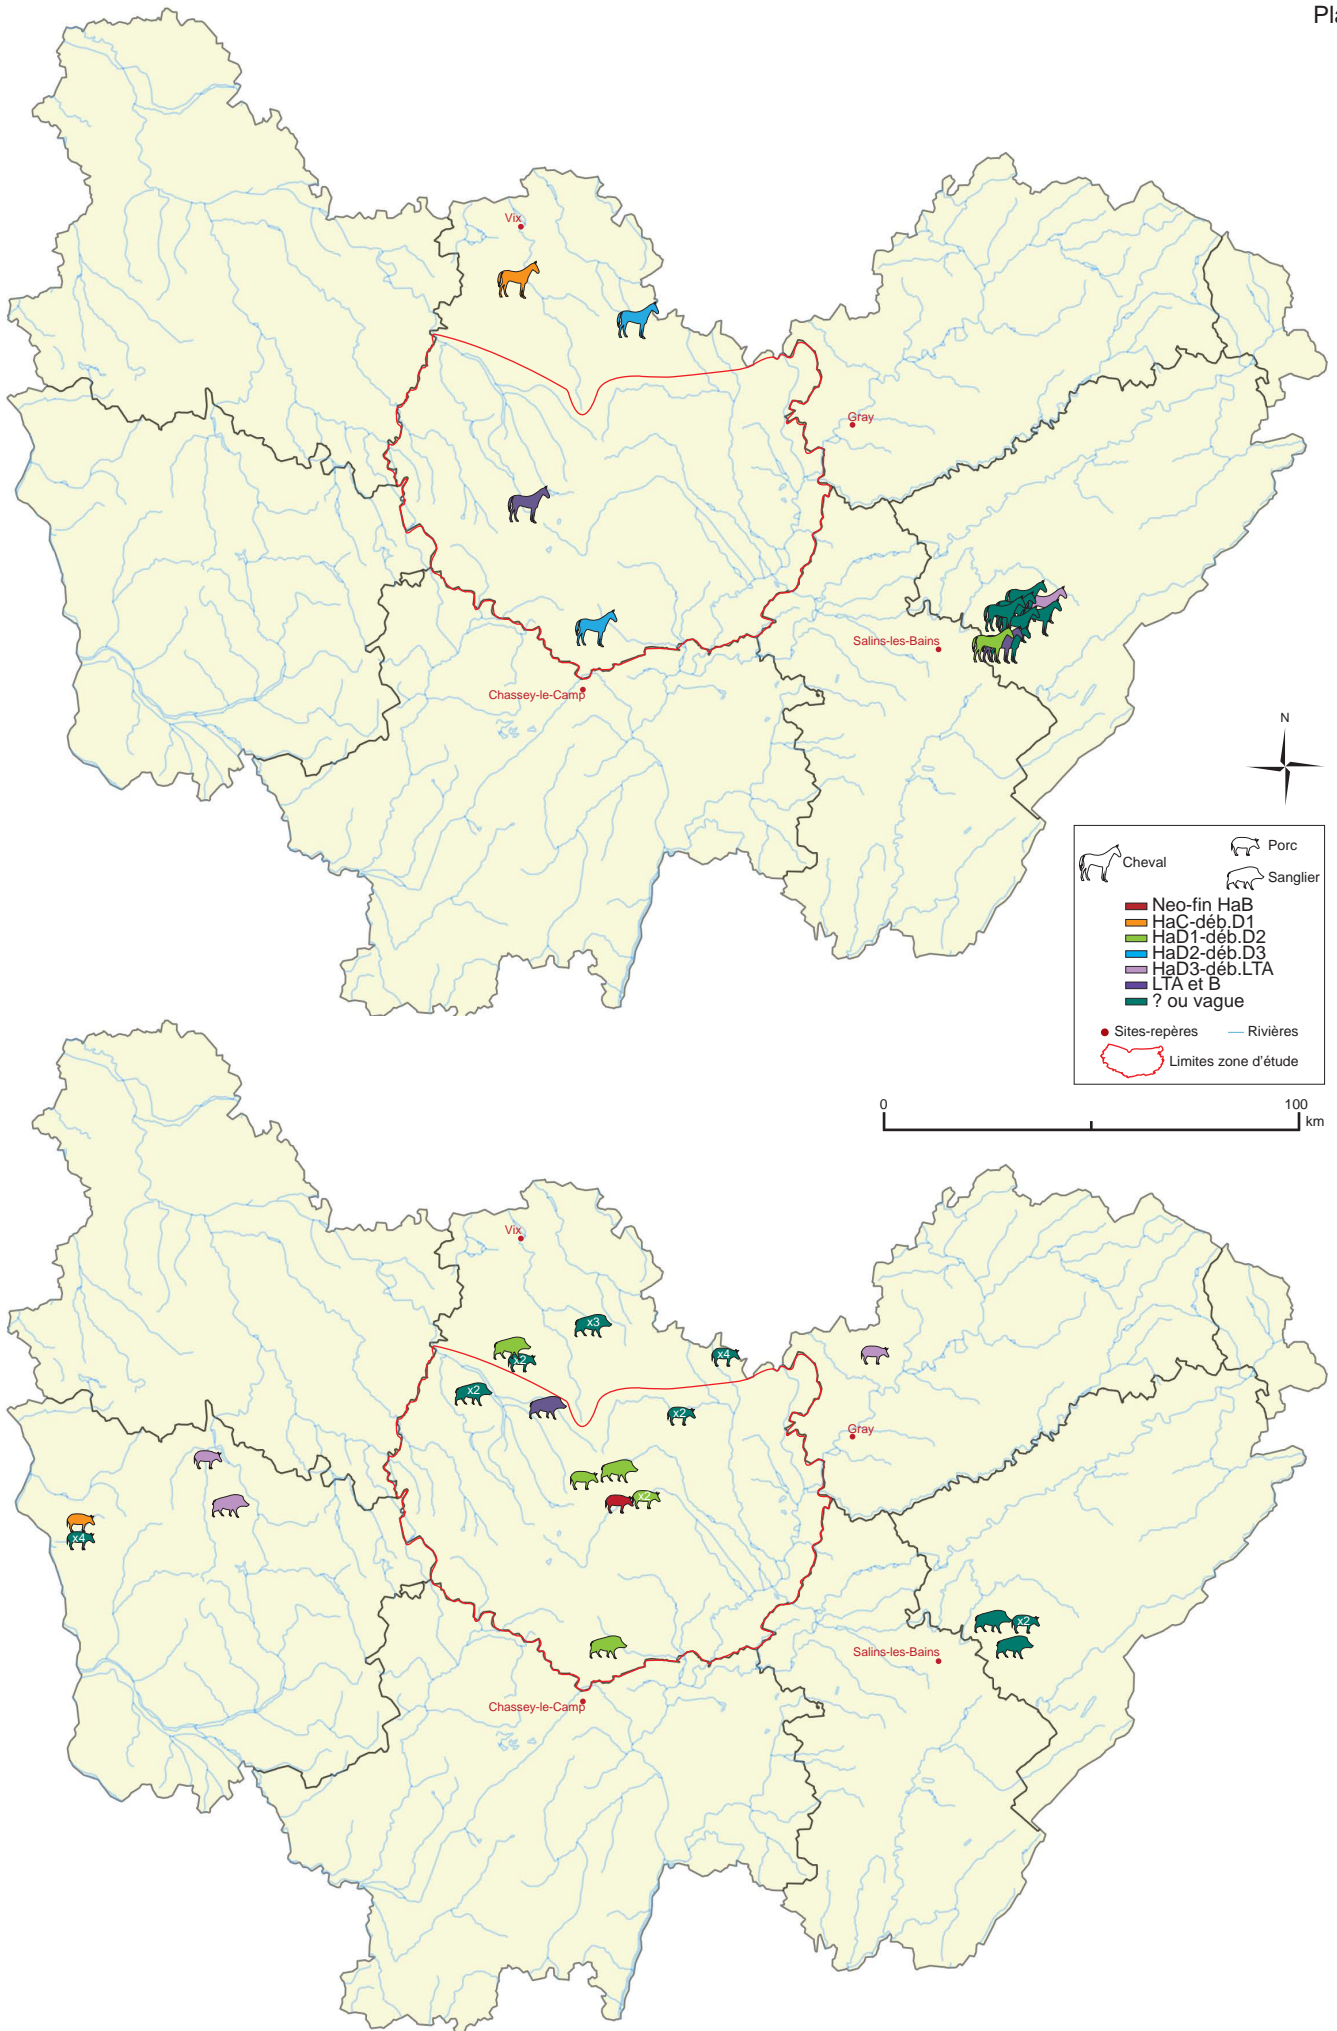 Pla
Vix
Gray
Salins-les-Bains
Chassey-le-Camp
N
Cheval
Porc
Sanglier
Neo-fin HaB
HaC-déb.D1
HaD1-déb.D2
HaD2-déb.D3
HaD3-déb.LTA
LTA et B
? ou vague
Sites-repères
Rivières
Limites zone d'étude
0
100
km
Vix
x3
x2
x4
x2
x2
Gray
x2
x4
x2
Salins-les-Bains
Chassey-le-Camp